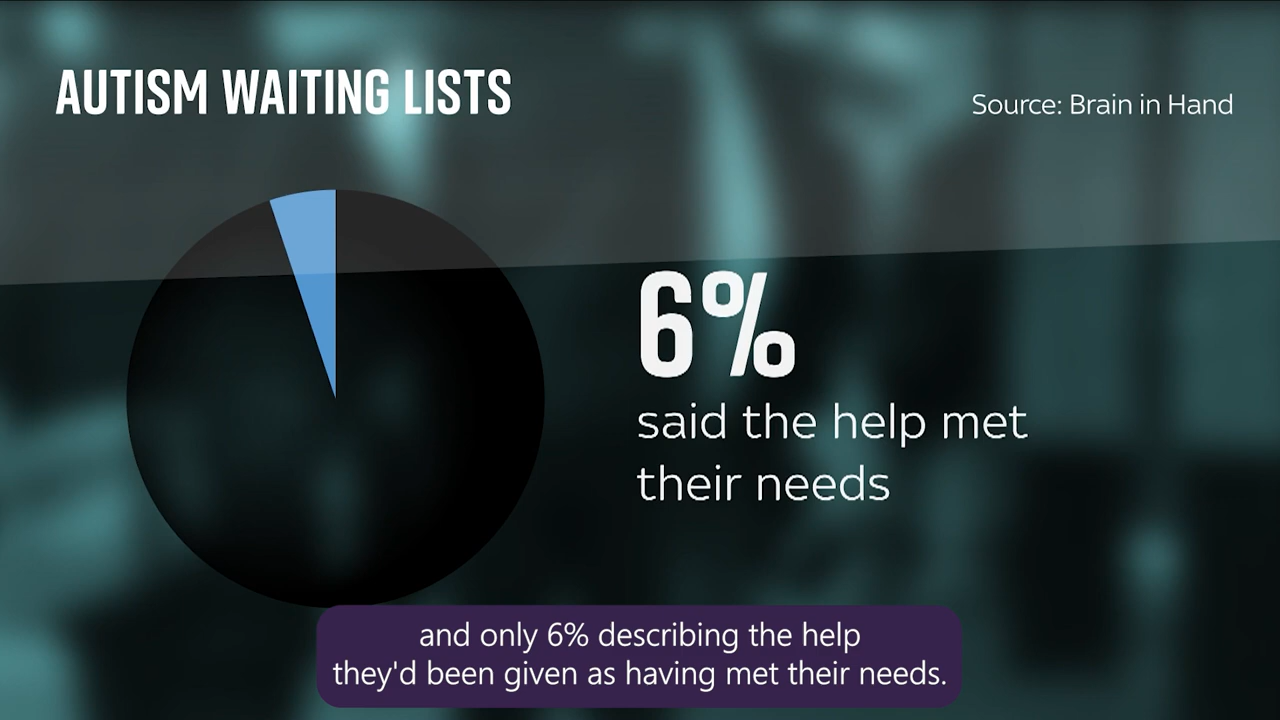 AUTISM WAITING LISTS
Source: Brain in Hand
6%
said the help met
their needs
and only 6% describing the help
they'd been given as having met their needs.